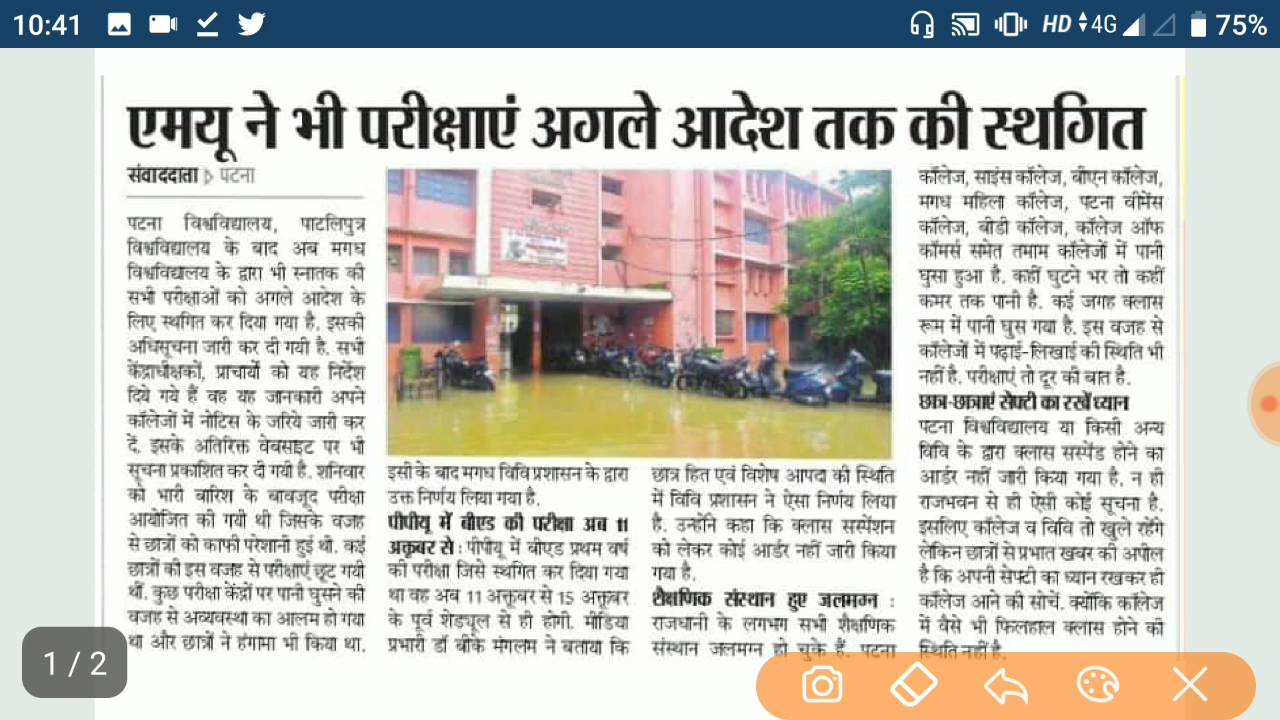 10:41
HD 4G 75%
एमयू ने भी परीक्षाएं अगले आदेश तक की स्थगित
संवाददाता पटना
पटना विश्वविद्यालय, पाटलिपुत्र
विश्वविद्यालय के बाद अब मगध
विश्वविद्यालय के द्वारा भी स्नातक की
सभी परीक्षाओं को अगले आदेश के
लिए स्थगित कर दिया गया है. इसकी
अधिसूचना जारी कर दी गयी है. सभी
केंद्राधीक्षकों, प्राचार्यों को यह निर्देश
दिये गये हैं वह यह जानकारी अपने
कॉलेजों में नोटिस के जरिये जारी कर
दें. इसके अतिरिक्त वेबसाइट पर भी
सूचना प्रकाशित कर दी गयी है. शनिवार
को भारी बारिश के बावजूद परीक्षा
आयोजित की गयी थी जिसके वजह
से छात्रों को काफी परेशानी हुई थी. कई
छात्रों की इस वजह से परीक्षाएं छूट गयी
थीं. कुछ परीक्षा केंद्रों पर पानी घुसने की
वजह से अव्यवस्था का आलम हो गया
था और छात्रों ने हंगामा भी किया था.
इसी के बाद मगध विवि प्रशासन के द्वारा
उक्त निर्णय लिया गया है.
पीपीयू में बीएड की परीक्षा अब 11
अक्तूबर से : पीपीयू में बीएड प्रथम वर्ष
की परीक्षा जिसे स्थगित कर दिया गया
था वह अब 11 अक्तूबर से 15 अक्तूबर
के पूर्व शेड्यूल से ही होगी. मीडिया
प्रभारी डॉ बीके मंगलम ने बताया कि
छात्र हित एवं विशेष आपदा की स्थिति
में विवि प्रशासन ने ऐसा निर्णय लिया
है. उन्होंने कहा कि क्लास सस्पेंशन
को लेकर कोई आर्डर नहीं जारी किया
गया है.
शैक्षणिक संस्थान हुए जलमग्न :
राजधानी के लगभग सभी शैक्षणिक
संस्थान जलमग्न हो चुके हैं. पटना
कॉलेज, साइंस कॉलेज, बीएन कॉलेज,
मगध महिला कॉलेज, पटना वीमेंस
कॉलेज, बीडी कॉलेज, कॉलेज ऑफ
कॉमर्स समेत तमाम कॉलेजों में पानी
घुसा हुआ है. कहीं घुटने भर तो कहीं
कमर तक पानी है. कई जगह क्लास
रूम में पानी घुस गया है. इस वजह से
कॉलेजों में पढ़ाई-लिखाई की स्थिति भी
नहीं है. परीक्षाएं तो दूर की बात है.
छात्र-छात्राएं सेफ्टी का रखें ध्यान
पटना विश्वविद्यालय या किसी अन्य
विवि के द्वारा क्लास सस्पेंड होने का
आर्डर नहीं जारी किया गया है. न ही
राजभवन से ही ऐसी कोई सूचना है.
इसलिए कॉलेज व विवि तो खुले रहेंगे
लेकिन छात्रों से प्रभात खबर की अपील
है कि अपनी सेफ्टी का ध्यान रखकर ही
कॉलेज आने की सोचें. क्योंकि कॉलेज
में वैसे भी फिलहाल क्लास होने की
स्थिति नहीं है.
1 / 2